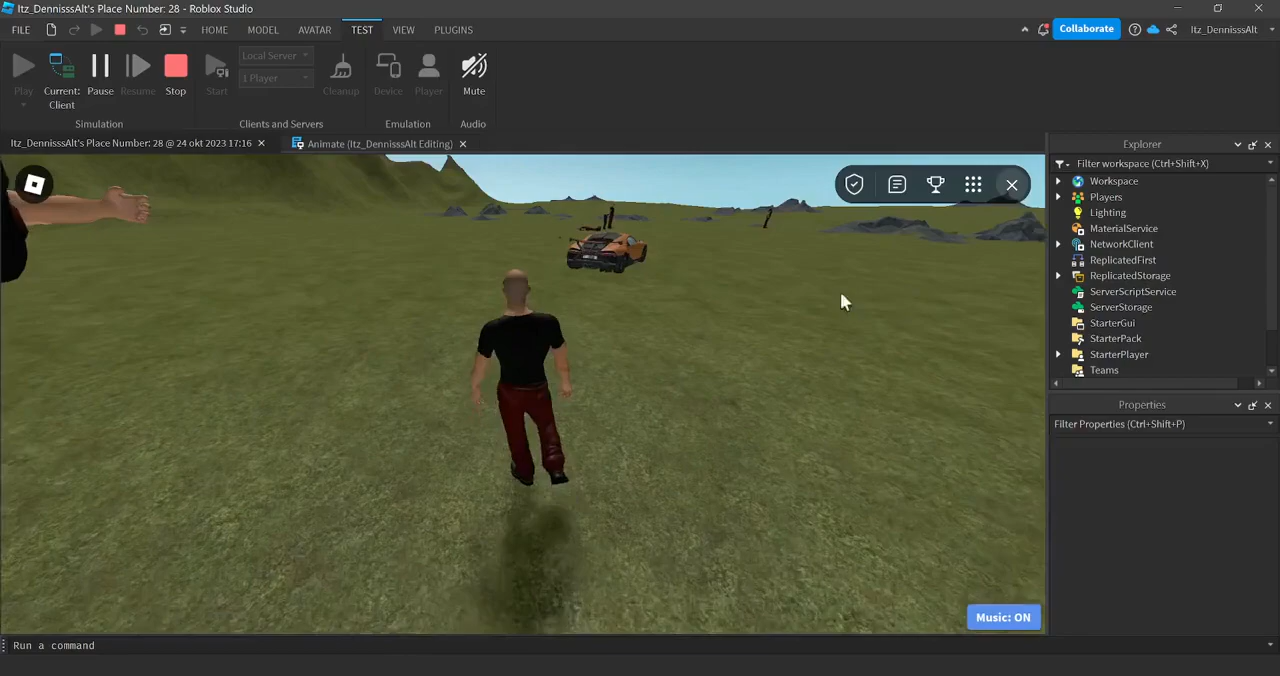 Itz_DennisssAlt's Place Number: 28 - Roblox Studio
FILE HOME MODEL AVATAR TEST VIEW PLUGINS Collaborate Itz_DennisssAlt
Play Current: Client Pause Resume Stop
Local Server
1 Player
Start Cleanup Device Player Mute
Simulation Clients and Servers Emulation Audio
Itz_DennisssAlt's Place Number: 28 @ 24 okt 2023 17:16
Animate (Itz_DennisssAlt Editing)
Explorer
Filter workspace (Ctrl+Shift+X)
Workspace
Players
Lighting
MaterialService
NetworkClient
ReplicatedFirst
ReplicatedStorage
ServerScriptService
ServerStorage
StarterGui
StarterPack
StarterPlayer
Teams
Properties
Filter Properties (Ctrl+Shift+P)
Music: ON
Run a command